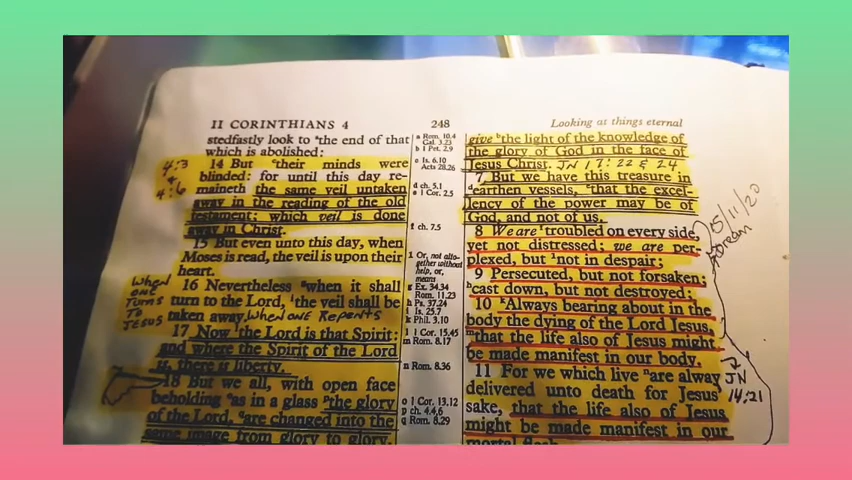 II CORINTHIANS 4
248
Looking at things eternal
stedfastly look to the end of that
which is abolished:
14 But their minds were
blinded: for until this day re-
maineth the same veil untaken
away in the reading of the old
testament; which veil is done
away in Christ.
15 But even unto this day, when
Moses is read, the veil is upon their
heart.
16 Nevertheless when it shall
turn to the Lord, the veil shall be
taken away. When one Repents
17 Now the Lord is that Spirit:
and where the Spirit of the Lord
is, there is liberty.
18 But we all, with open face
beholding as in a glass the glory
of the Lord, are changed into the
same image from glory to glory,
4:3
+
4:6
When
one
Turns
To
JESUS
a Rom. 10.4
Gal. 3.23
b 1 Pet. 2.9
c Is. 6.10
Acts 28.26
d ch. 5.1
e 1 Cor. 2.5
f ch. 7.5
1 Or, not alto-
gether without
help, or,
means
g Ex. 34.34
Rom. 11.23
h Ps. 37.24
i Is. 25.7
k Phil. 3.10
l 1 Cor. 15.45
m Rom. 8.17
n Rom. 8.36
o 1 Cor. 13.12
p ch. 4.4,6
q Rom. 8.29
give the light of the knowledge of
the glory of God in the face of
Jesus Christ. JN 17:22 & 24
7 But we have this treasure in
earthen vessels, that the excel-
lency of the power may be of
God, and not of us.
8 We are troubled on every side,
yet not distressed; we are per-
plexed, but not in despair;
9 Persecuted, but not forsaken;
cast down, but not destroyed;
10 Always bearing about in the
body the dying of the Lord Jesus,
that the life also of Jesus might
be made manifest in our body.
11 For we which live are alway
delivered unto death for Jesus
sake, that the life also of Jesus
might be made manifest in our
mortal flesh.
15/11/20
JN
14:21